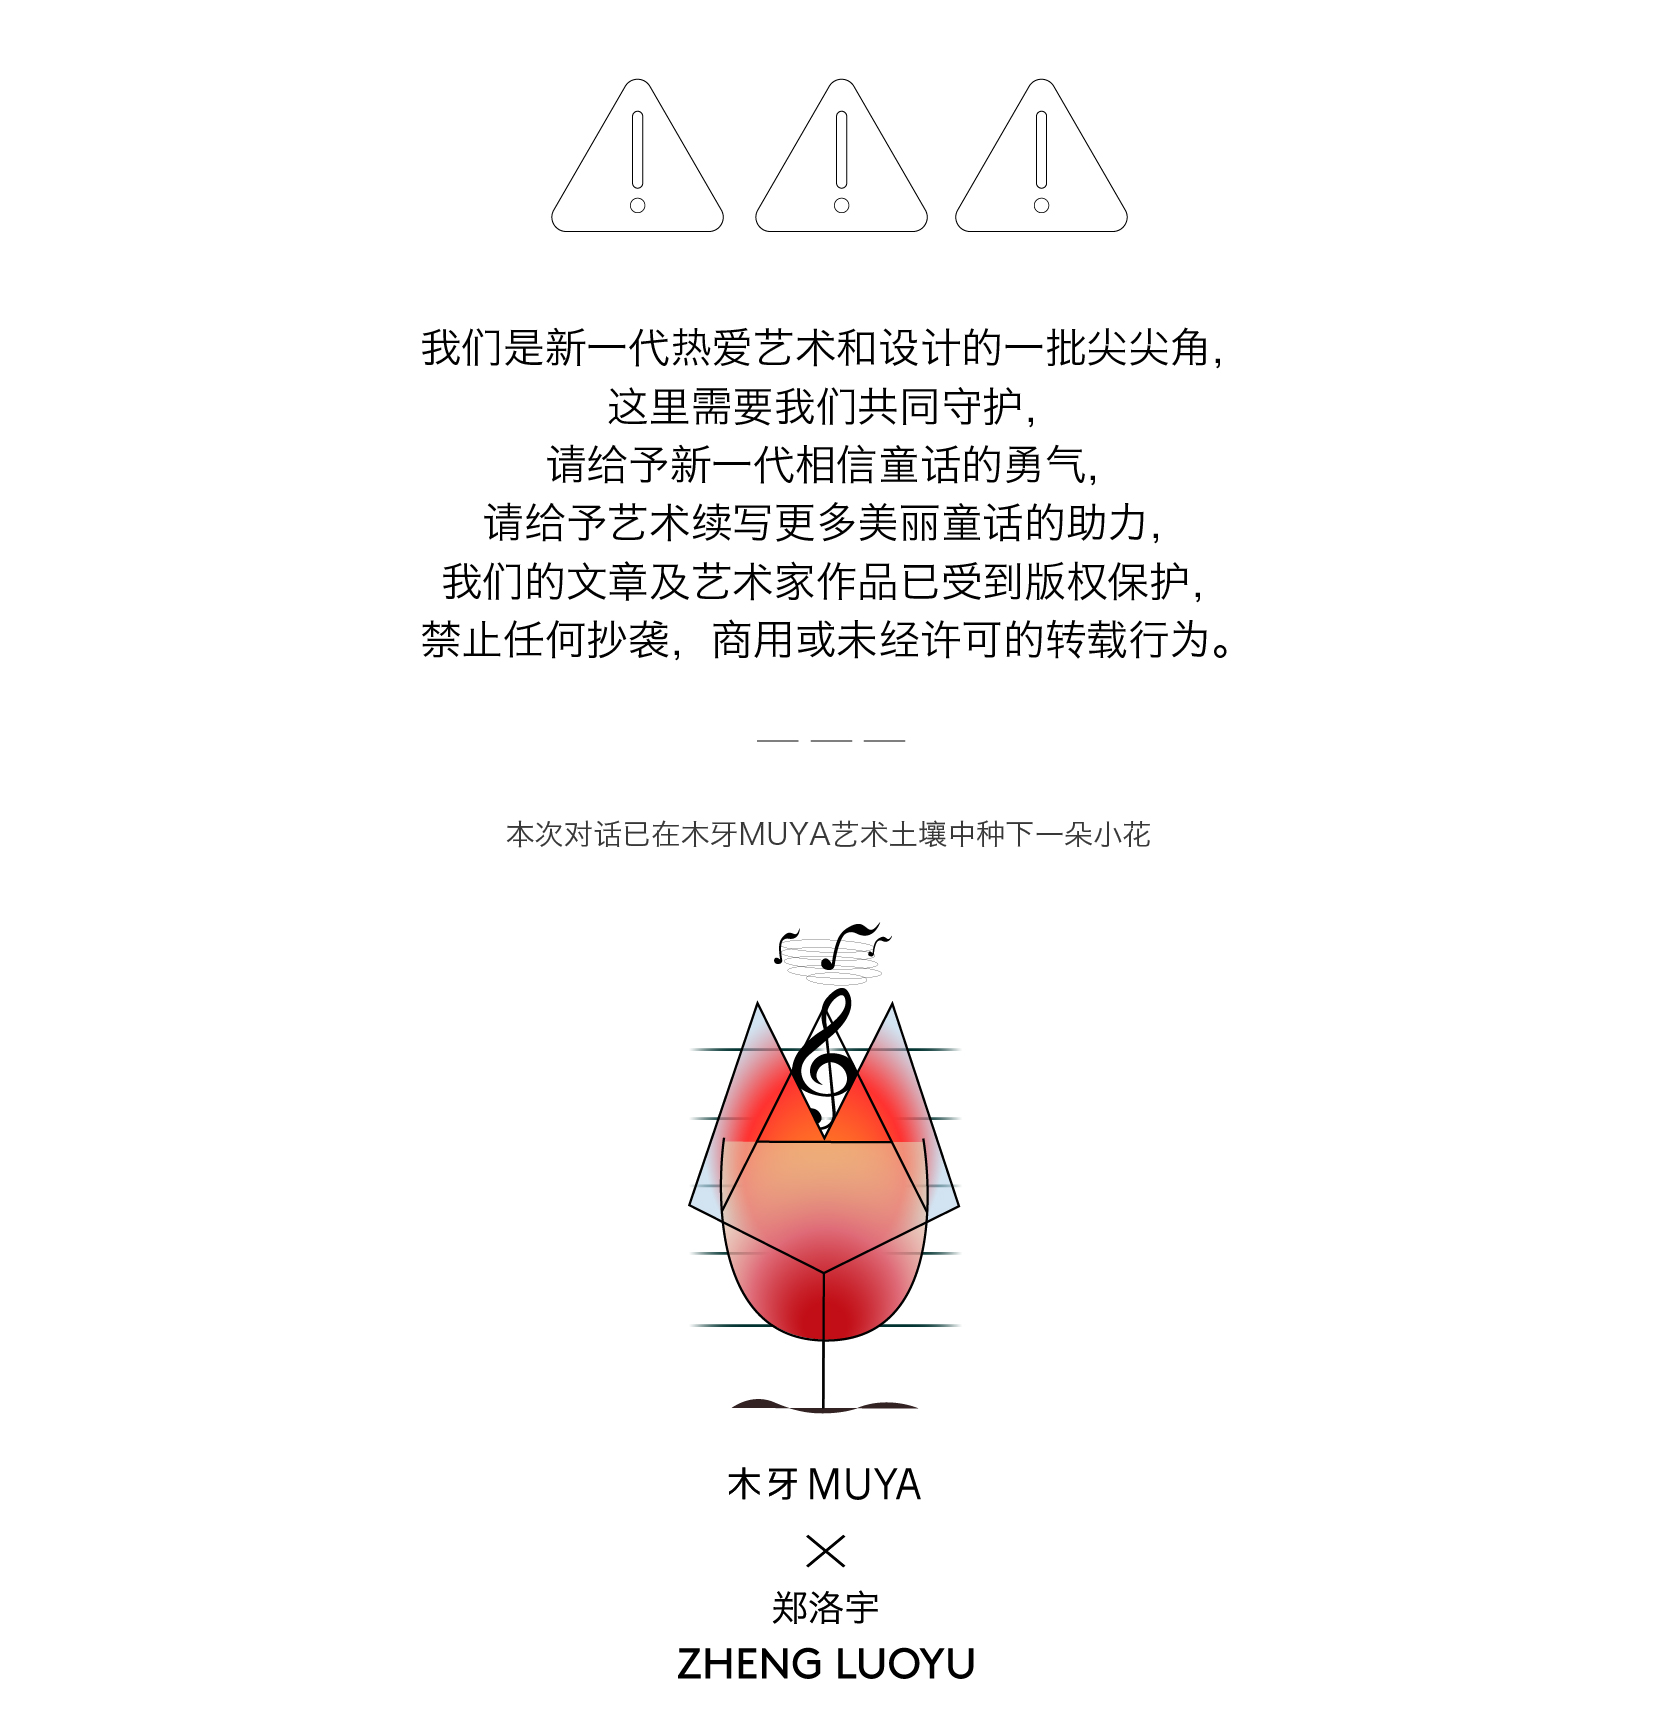 我们是新一代热爱艺术和设计的一批尖尖角，
这里需要我们共同守护，
请给予新一代相信童话的勇气，
请给予艺术续写更多美丽童话的助力，
我们的文章及艺术家作品已受到版权保护，
禁止任何抄袭，商用或未经许可的转载行为。
本次对话已在木牙MUYA艺术土壤中种下一朵小花
木牙MUYA
×
郑洛宇
ZHENG LUOYU